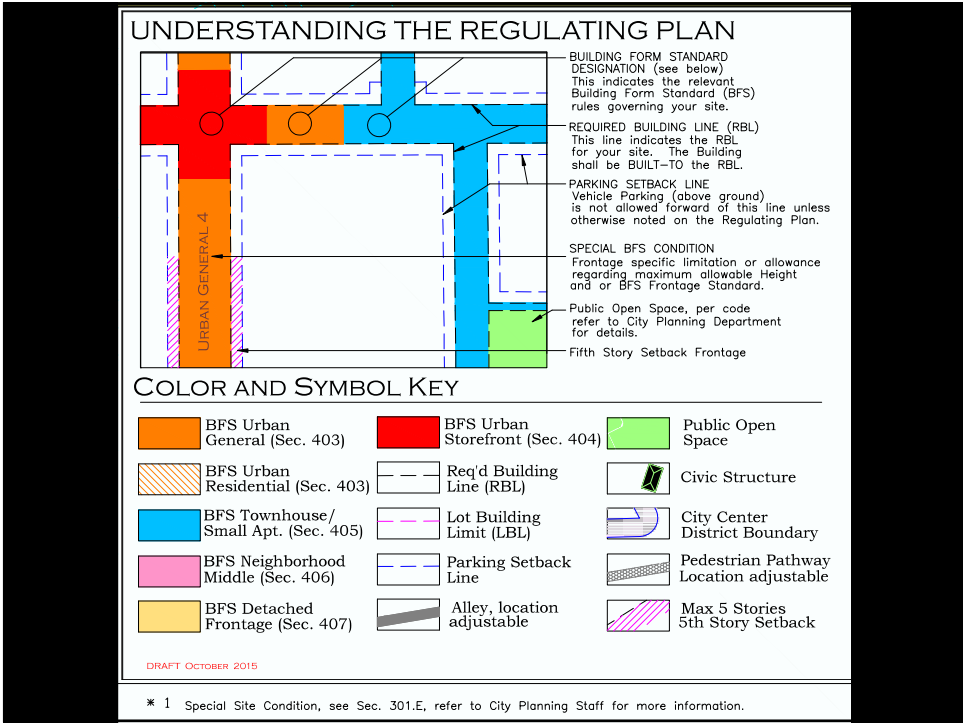 UNDERSTANDING THE REGULATING PLAN
BUILDING FORM STANDARD
DESIGNATION (see below)
This indicates the relevant
Building Form Standard (BFS)
rules governing your site.
REQUIRED BUILDING LINE (RBL)
This line indicates the RBL
for your site. The Building
shall be BUILT-TO the RBL.
PARKING SETBACK LINE
Vehicle Parking (above ground)
is not allowed forward of this line unless
otherwise noted on the Regulating Plan.
SPECIAL BFS CONDITION
Frontage specific limitation or allowance
regarding maximum allowable Height
and or BFS Frontage Standard.
Public Open Space, per code
refer to City Planning Department
for details.
Fifth Story Setback Frontage
URBAN GENERAL 4
COLOR AND SYMBOL KEY
BFS Urban
General (Sec. 403)
BFS Urban
Residential (Sec. 403)
BFS Townhouse/
Small Apt. (Sec. 405)
BFS Neighborhood
Middle (Sec. 406)
BFS Detached
Frontage (Sec. 407)
BFS Urban
Storefront (Sec. 404)
Req'd Building
Line (RBL)
Lot Building
Limit (LBL)
Parking Setback
Line
Alley, location
adjustable
Public Open
Space
Civic Structure
City Center
District Boundary
Pedestrian Pathway
Location adjustable
Max 5 Stories
5th Story Setback
DRAFT OCTOBER 2015
* 1 Special Site Condition, see Sec. 301.E, refer to City Planning Staff for more information.